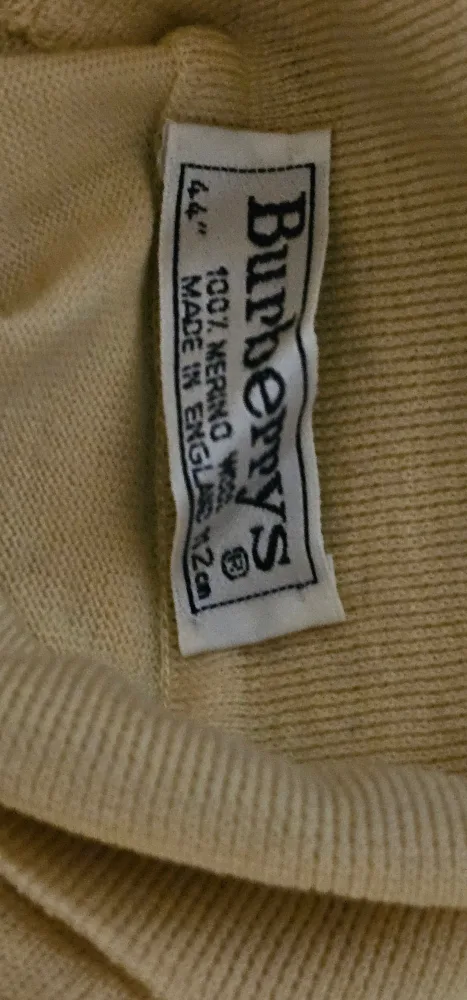 Burberrys
®
100% MERINO WOOL
MADE IN ENGLAND
44" 112cm